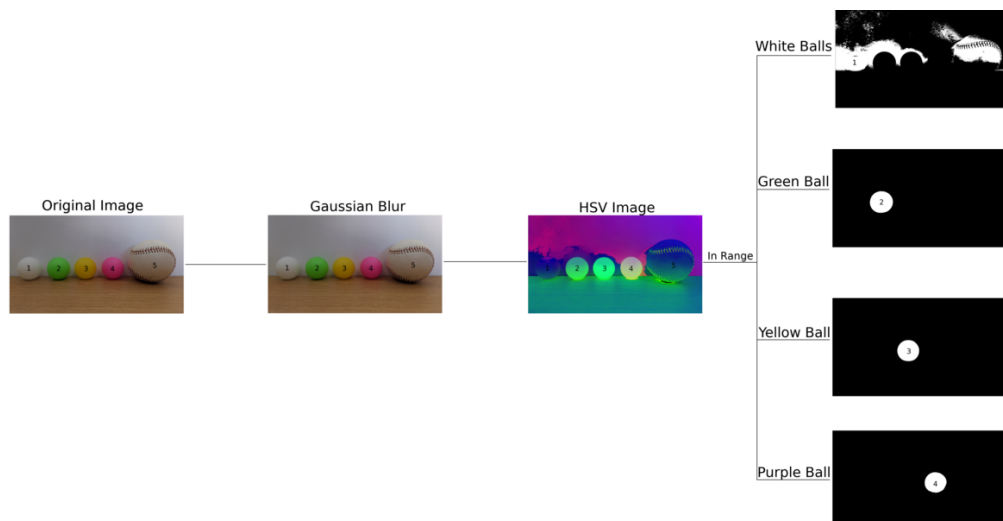 White Balls
1
Green Ball
2
Original Image
Gaussian Blur
HSV Image
1 2 3 4 5
1 2 3 4 5
1 2 3 4 5
In Range
Yellow Ball
3
Purple Ball
4